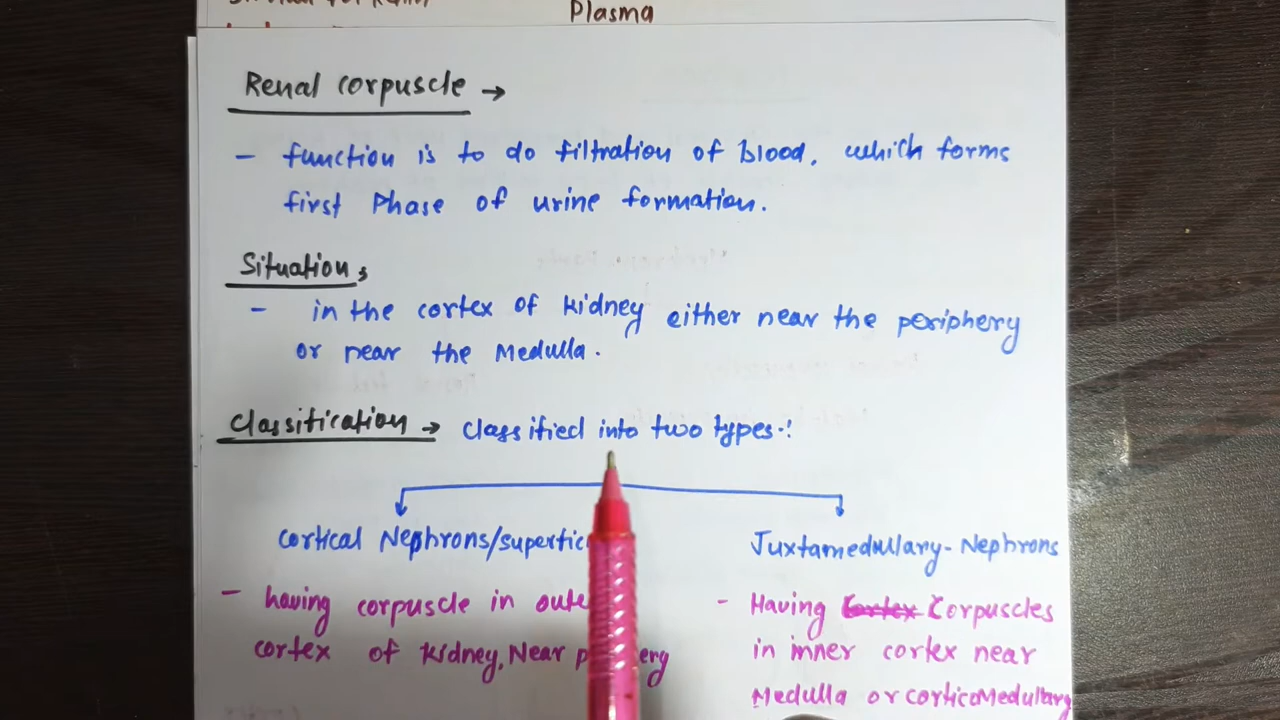 Plasma
Renal corpuscle →
- function is to do filtration of blood, which forms
first Phase of urine formation.
Situation,
- in the cortex of kidney either near the periphery
or near the Medulla.
Classification → classified into two types.:
cortical Nephrons/superfic
Juxtamedullary-Nephrons
- having corpuscle in oute
cortex of kidney, Near p ery
- Having Corpuscles
in inner cortex near
Medulla or corticoMedullary